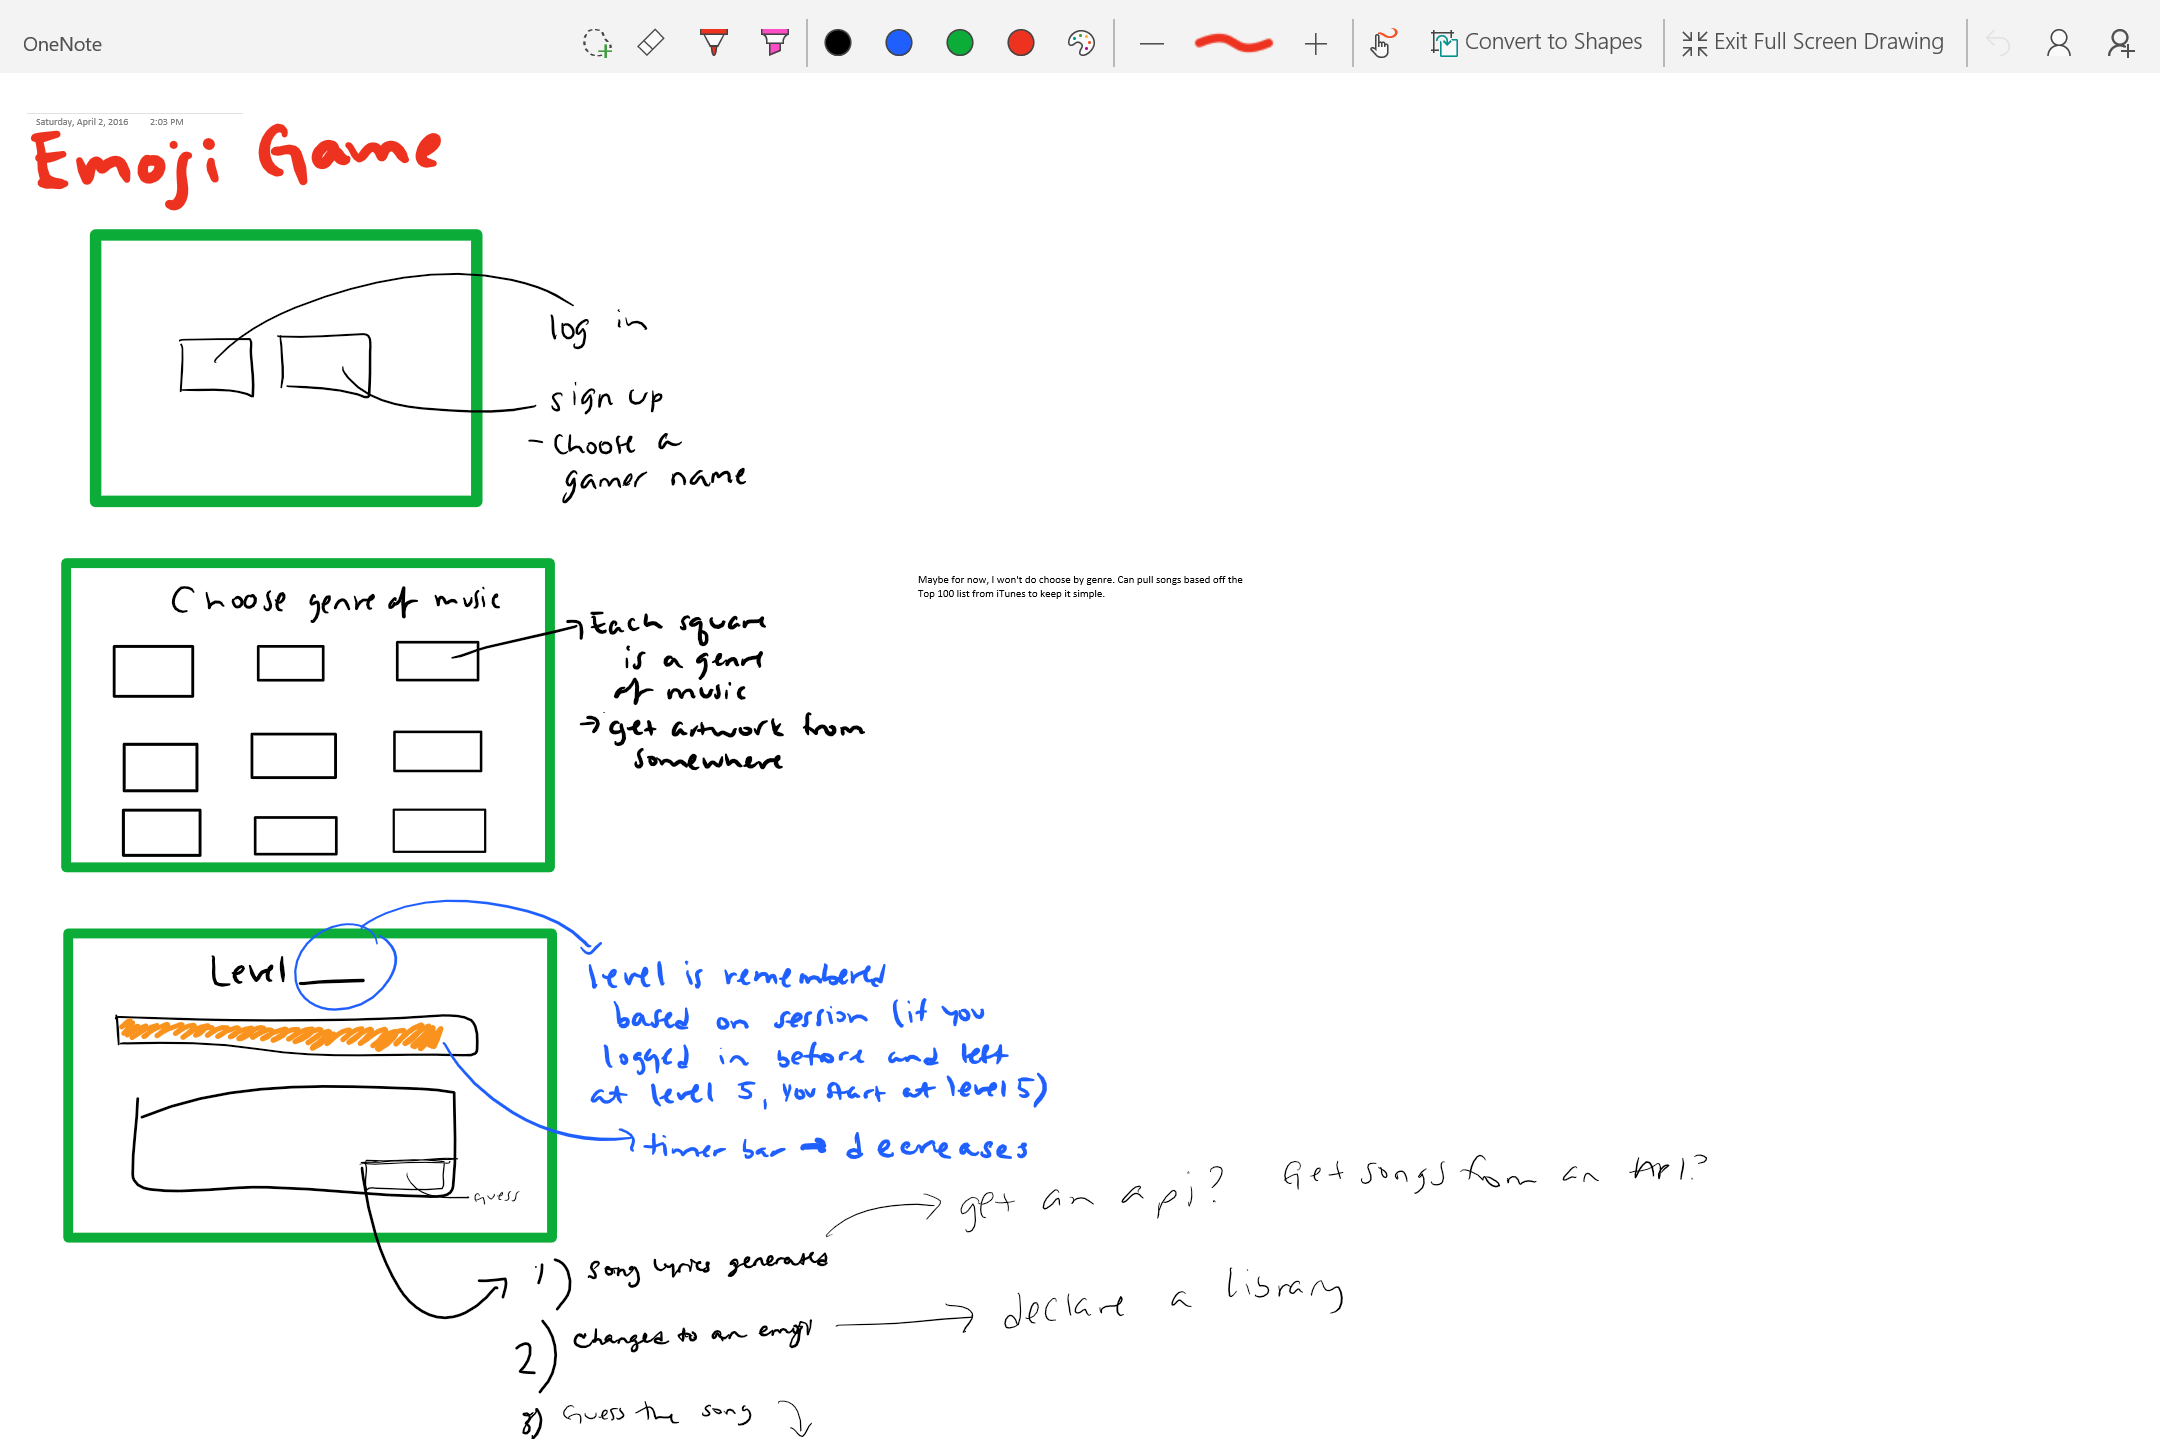 OneNote
Convert to Shapes
Exit Full Screen Drawing
Saturday, April 2, 2016 2:03 PM
Emoji Game
log in
sign up
- Choose a
gamer name
Choose genre of music
Each square
is a genre
of music
→ get artwork from
somewhere
Maybe for now, I won't do choose by genre. Can pull songs based off the
Top 100 list from iTunes to keep it simple.
Level ___
level is remembered
based on session (if you
logged in before and left
at level 5, you start at level 5)
timer bar → decreases
Guess
1) Song lyrics generates
get an api? Get songs from an API?
2) Changes to an emoji
declare a library
3) Guess the song